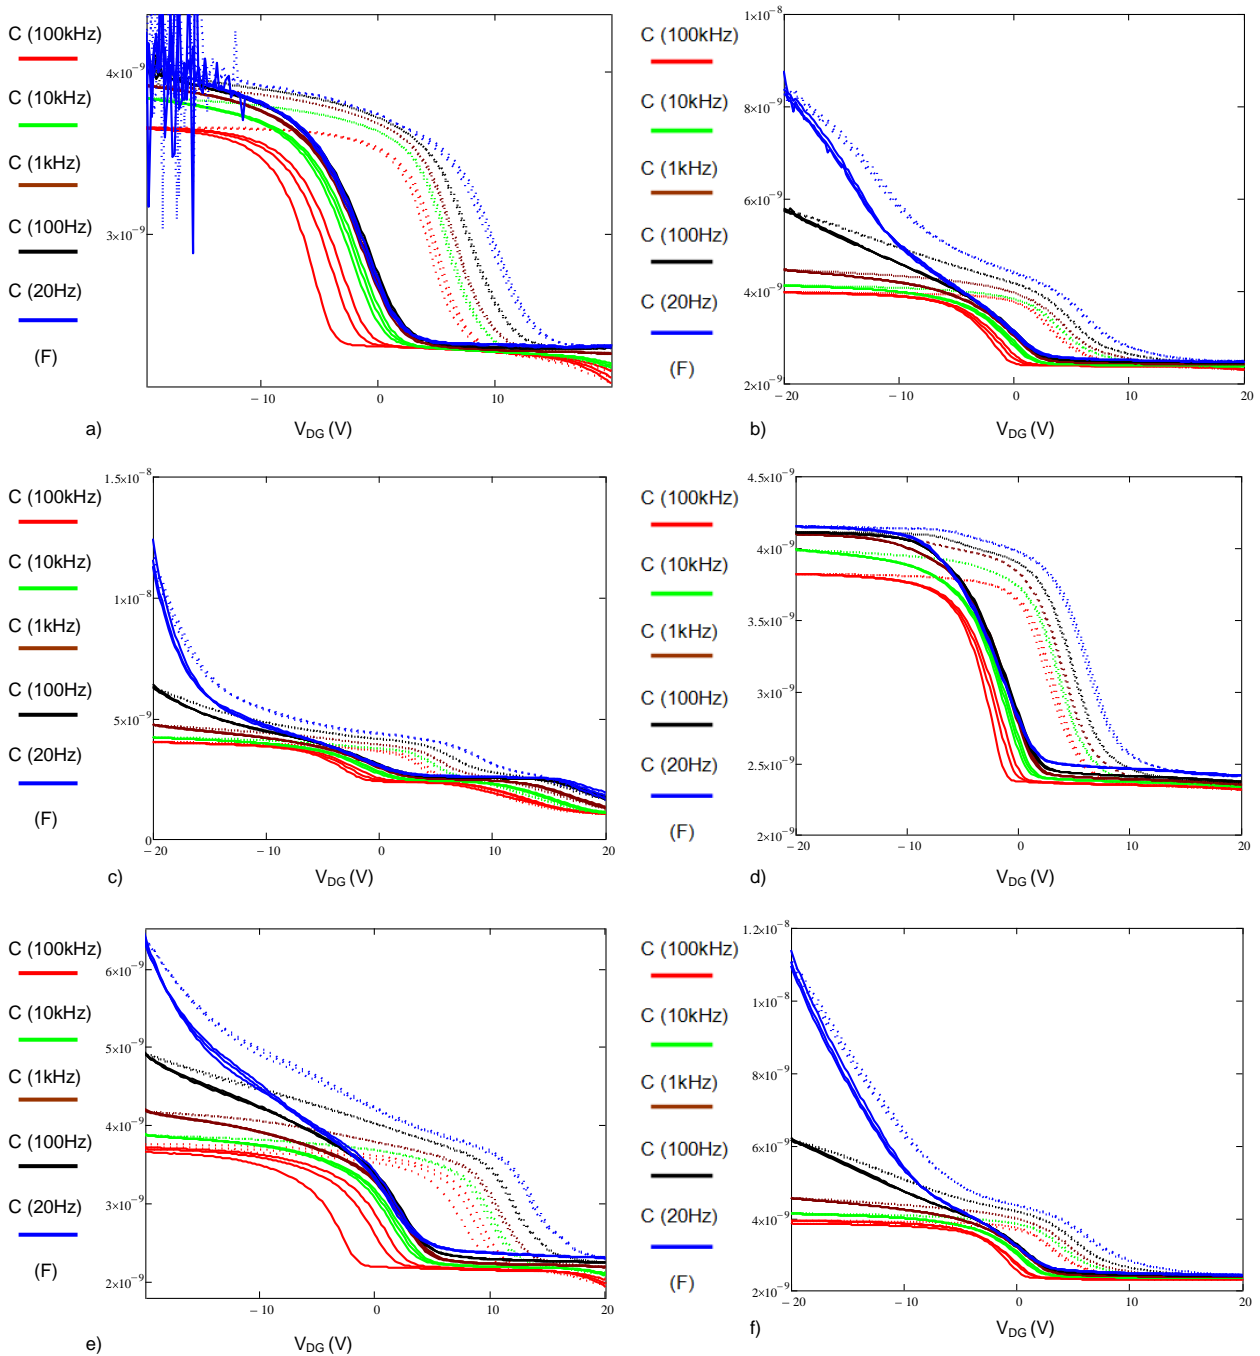 C (100kHz)
C (10kHz)
C (1kHz)
C (100Hz)
C (20Hz)
(F)
4×10⁻⁹
3×10⁻⁹
−10 0 10 20
V_DG (V)
a)
C (100kHz)
C (10kHz)
C (1kHz)
C (100Hz)
C (20Hz)
(F)
1×10⁻⁸
8×10⁻⁹
6×10⁻⁹
4×10⁻⁹
2×10⁻⁹
−20 −10 0 10 20
V_DG (V)
b)
C (100kHz)
C (10kHz)
C (1kHz)
C (100Hz)
C (20Hz)
(F)
1.5×10⁻⁸
1×10⁻⁸
5×10⁻⁹
0
−20 −10 0 10 20
V_DG (V)
c)
C (100kHz)
C (10kHz)
C (1kHz)
C (100Hz)
C (20Hz)
(F)
4.5×10⁻⁹
4×10⁻⁹
3.5×10⁻⁹
3×10⁻⁹
2.5×10⁻⁹
2×10⁻⁹
−20 −10 0 10 20
V_DG (V)
d)
C (100kHz)
C (10kHz)
C (1kHz)
C (100Hz)
C (20Hz)
(F)
6×10⁻⁹
5×10⁻⁹
4×10⁻⁹
3×10⁻⁹
2×10⁻⁹
−10 0 10 20
V_DG (V)
e)
C (100kHz)
C (10kHz)
C (1kHz)
C (100Hz)
C (20Hz)
(F)
1.2×10⁻⁸
1×10⁻⁸
8×10⁻⁹
6×10⁻⁹
4×10⁻⁹
2×10⁻⁹
−20 −10 0 10 20
V_DG (V)
f)